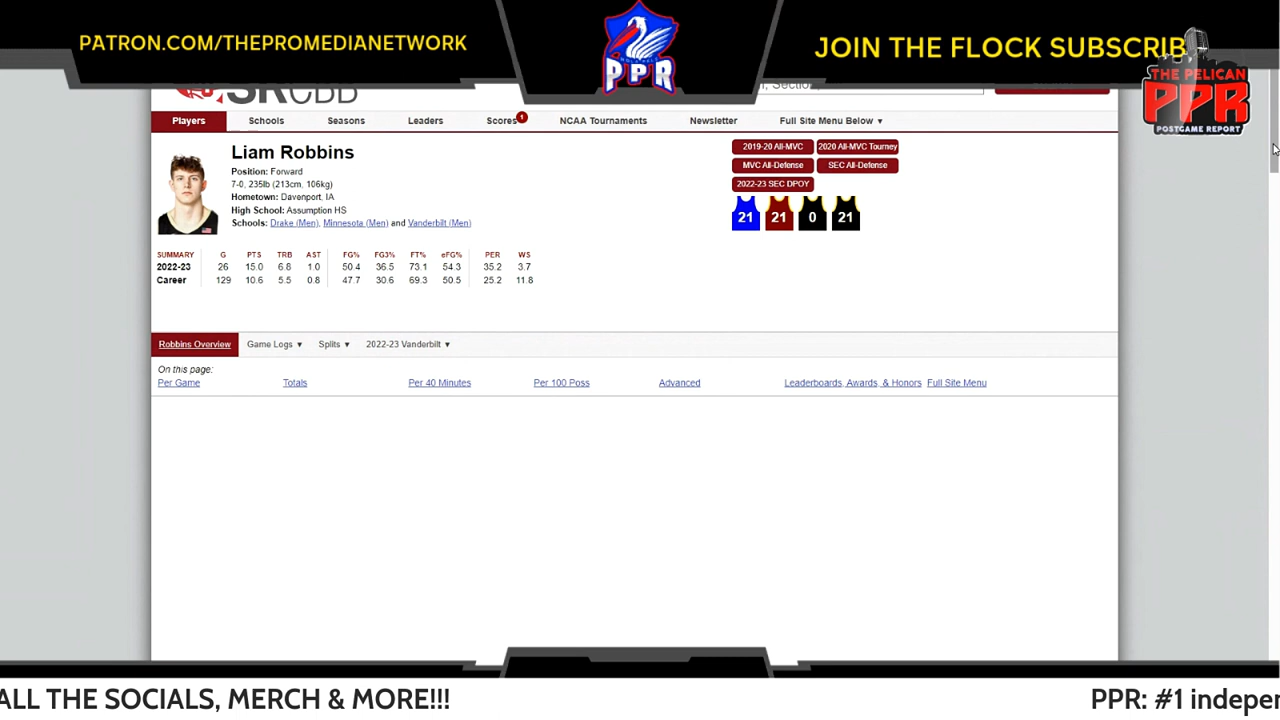 PATRON.COM/THEPROMEDIANETWORK
PPR
JOIN THE FLOCK SUBSCRIB
THE PELICAN
PPR
POSTGAME REPORT
SRCBB
Players Schools Seasons Leaders Scores 1 NCAA Tournaments Newsletter Full Site Menu Below ▼
Liam Robbins
Position: Forward
7-0, 235lb (213cm, 106kg)
Hometown: Davenport, IA
High School: Assumption HS
Schools: Drake (Men), Minnesota (Men) and Vanderbilt (Men)
2019-20 All-MVC 2020 All-MVC Tourney
MVC All-Defense SEC All-Defense
2022-23 SEC DPOY
21 21 0 21
SUMMARY G PTS TRB AST FG% FG3% FT% eFG% PER WS
2022-23 26 15.0 6.8 1.0 50.4 36.5 73.1 54.3 35.2 3.7
Career 129 10.6 5.5 0.8 47.7 30.6 69.3 50.5 25.2 11.8
Robbins Overview Game Logs ▼ Splits ▼ 2022-23 Vanderbilt ▼
On this page:
Per Game Totals Per 40 Minutes Per 100 Poss Advanced Leaderboards, Awards, & Honors Full Site Menu
ALL THE SOCIALS, MERCH & MORE!!! PPR: #1 indepen